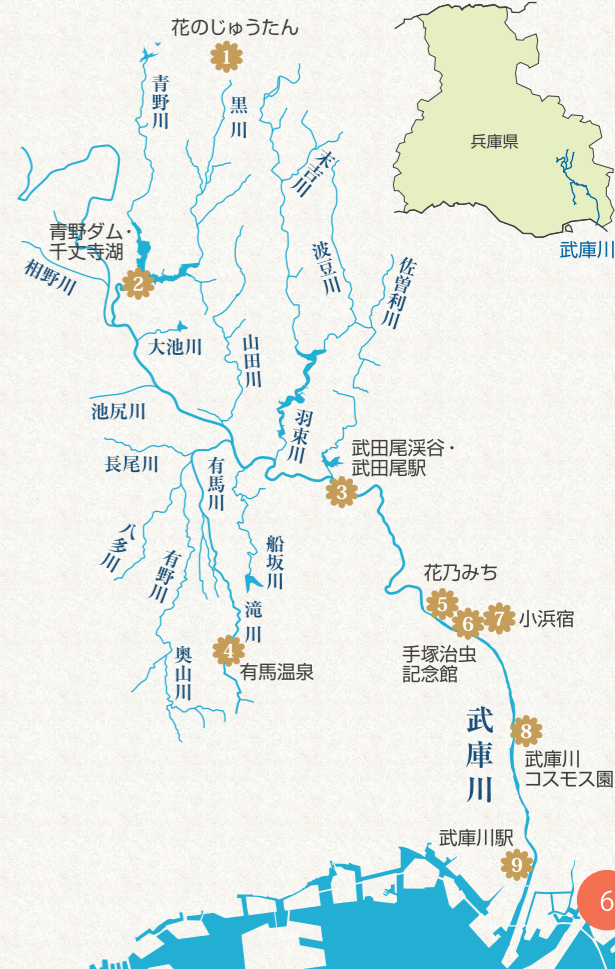 花のじゅうたん
1
青野川
黒川
末吉川
兵庫県
武庫川
青野ダム・
千丈寺湖
2
相野川
波豆川
佐曽利川
大池川
山田川
池尻川
羽束川
長尾川
有馬川
武田尾渓谷・
武田尾駅
3
八多川
有野川
船坂川
滝川
4
有馬温泉
奥山川
花乃みち
5
6
7
小浜宿
手塚治虫
記念館
武庫川
8
武庫川
コスモス園
武庫川駅
9
6